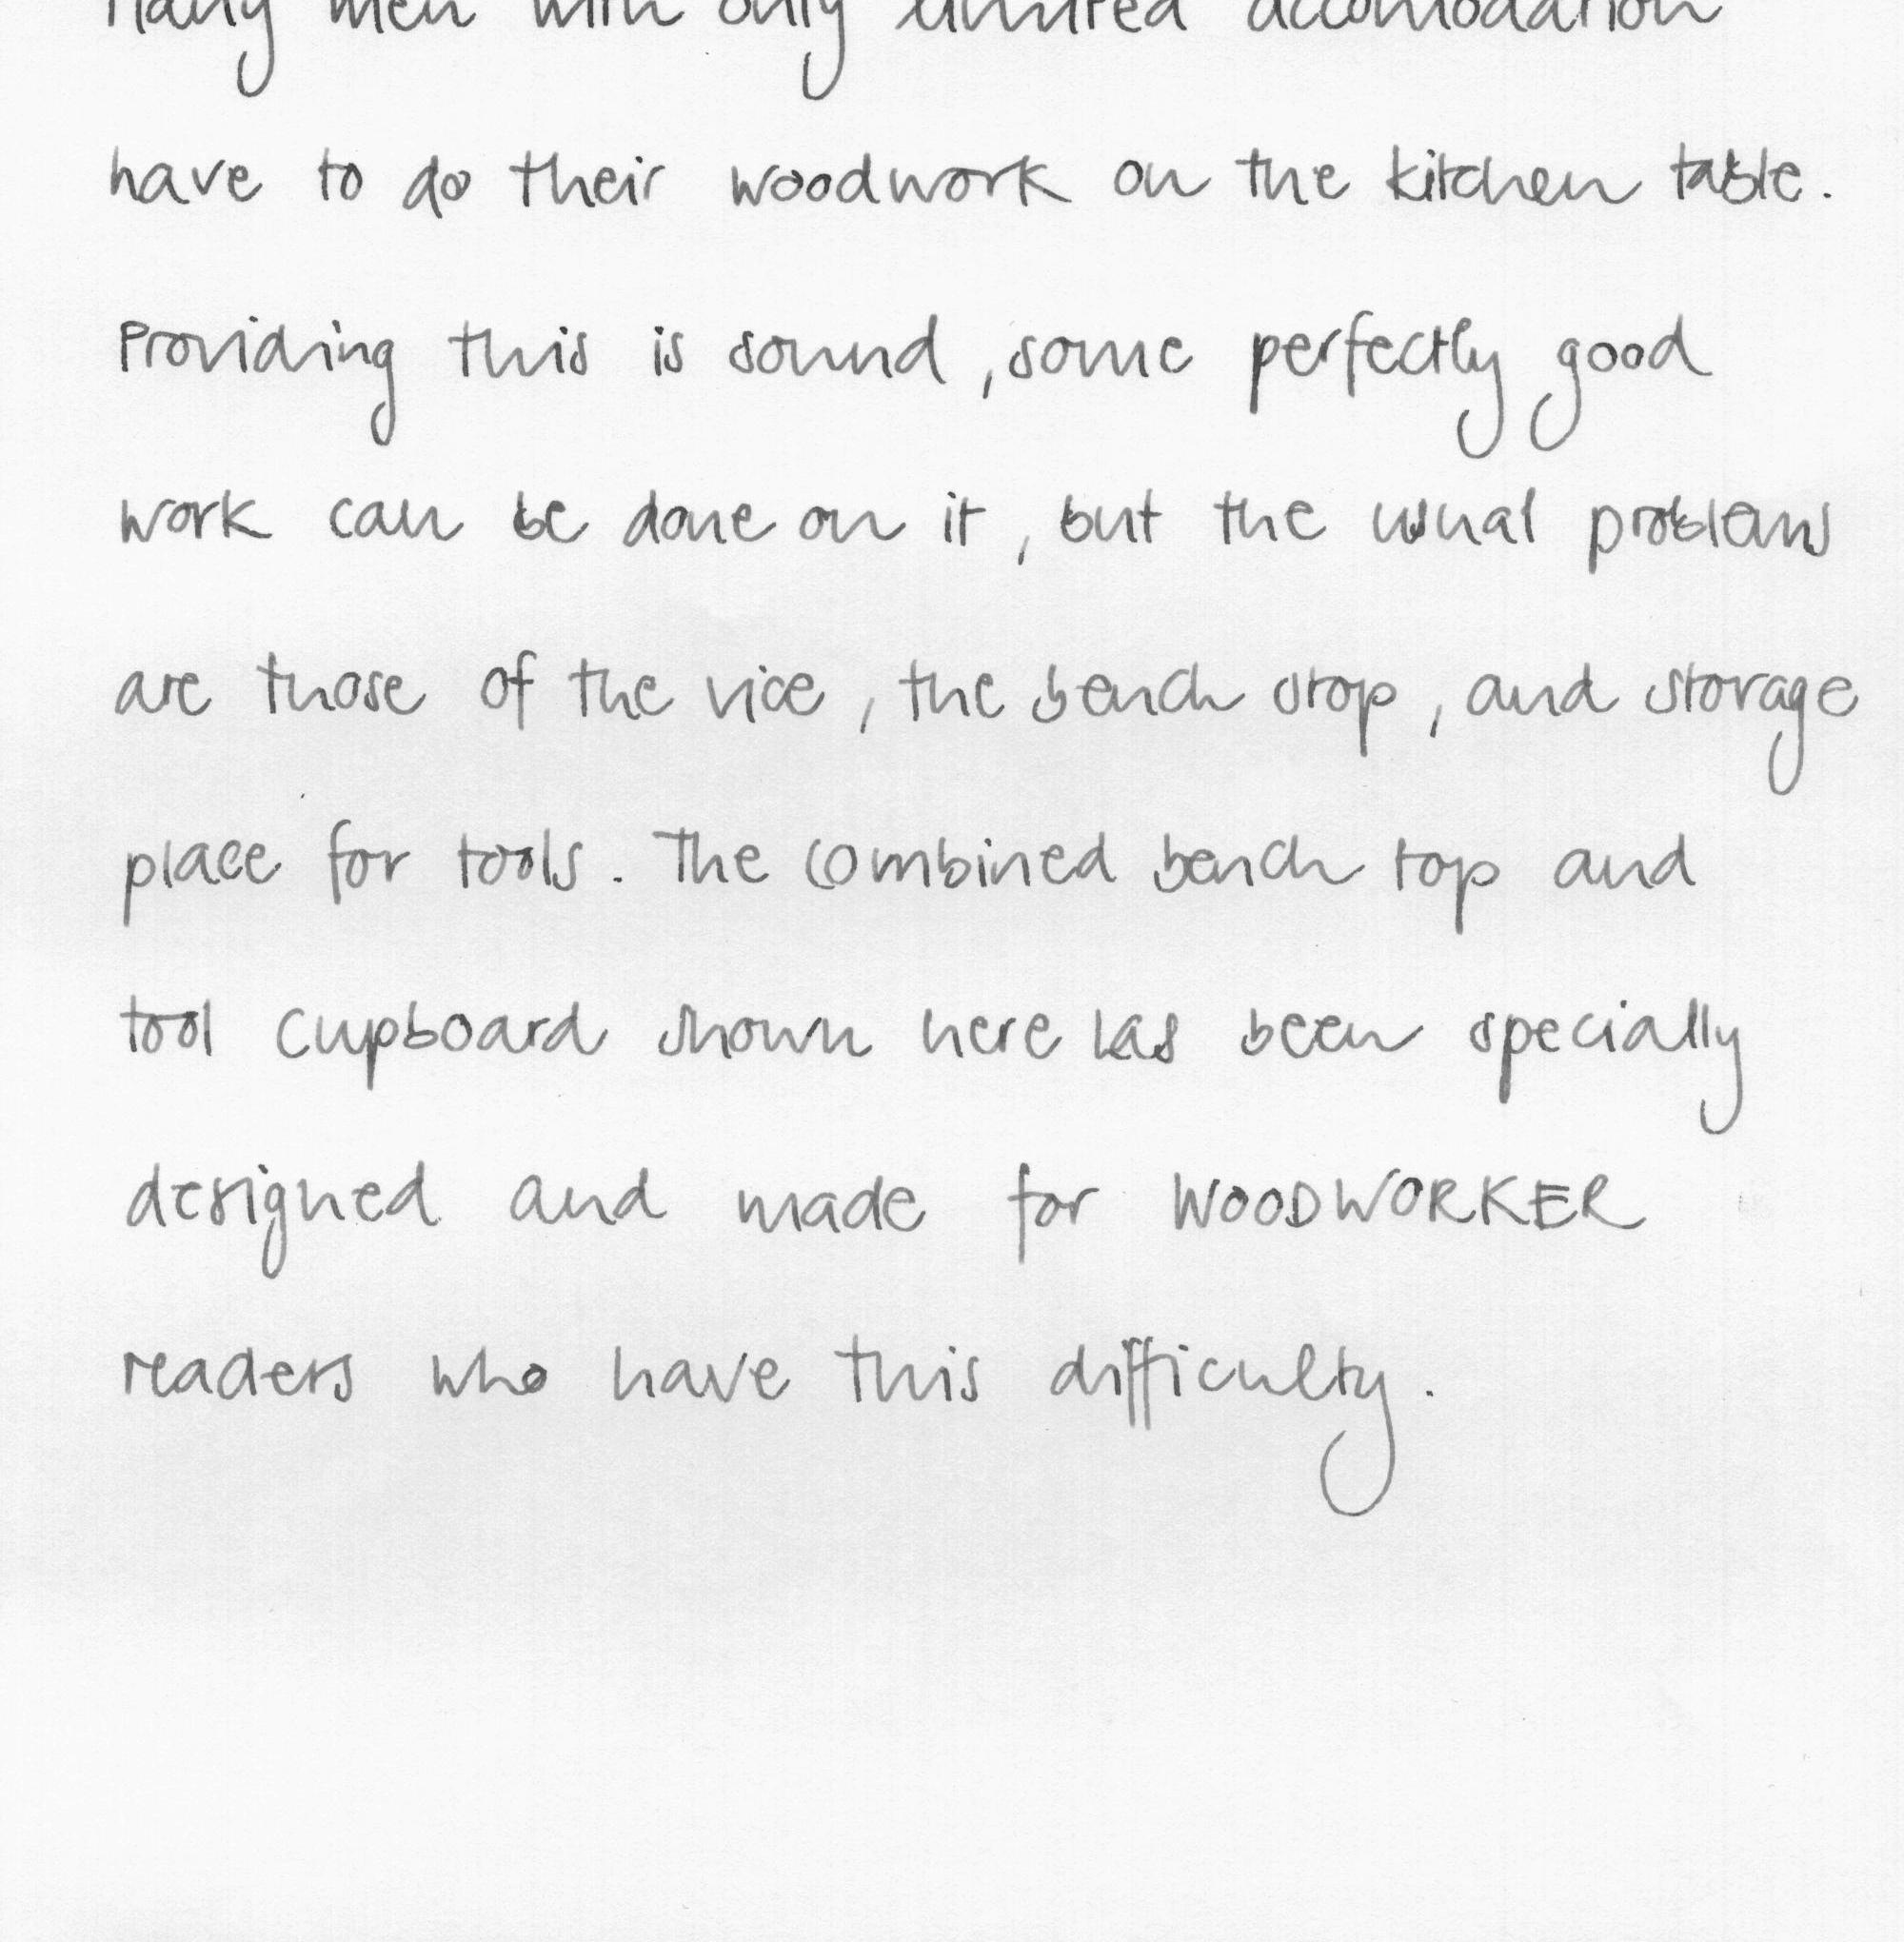 Many men with only limited accomodation
have to do their woodwork on the kitchen table.
Providing this is sound, some perfectly good
work can be done on it, but the usual problems
are those of the vice, the bench stop, and storage
place for tools. The combined bench top and
tool cupboard shown here has been specially
designed and made for WOODWORKER
readers who have this difficulty.